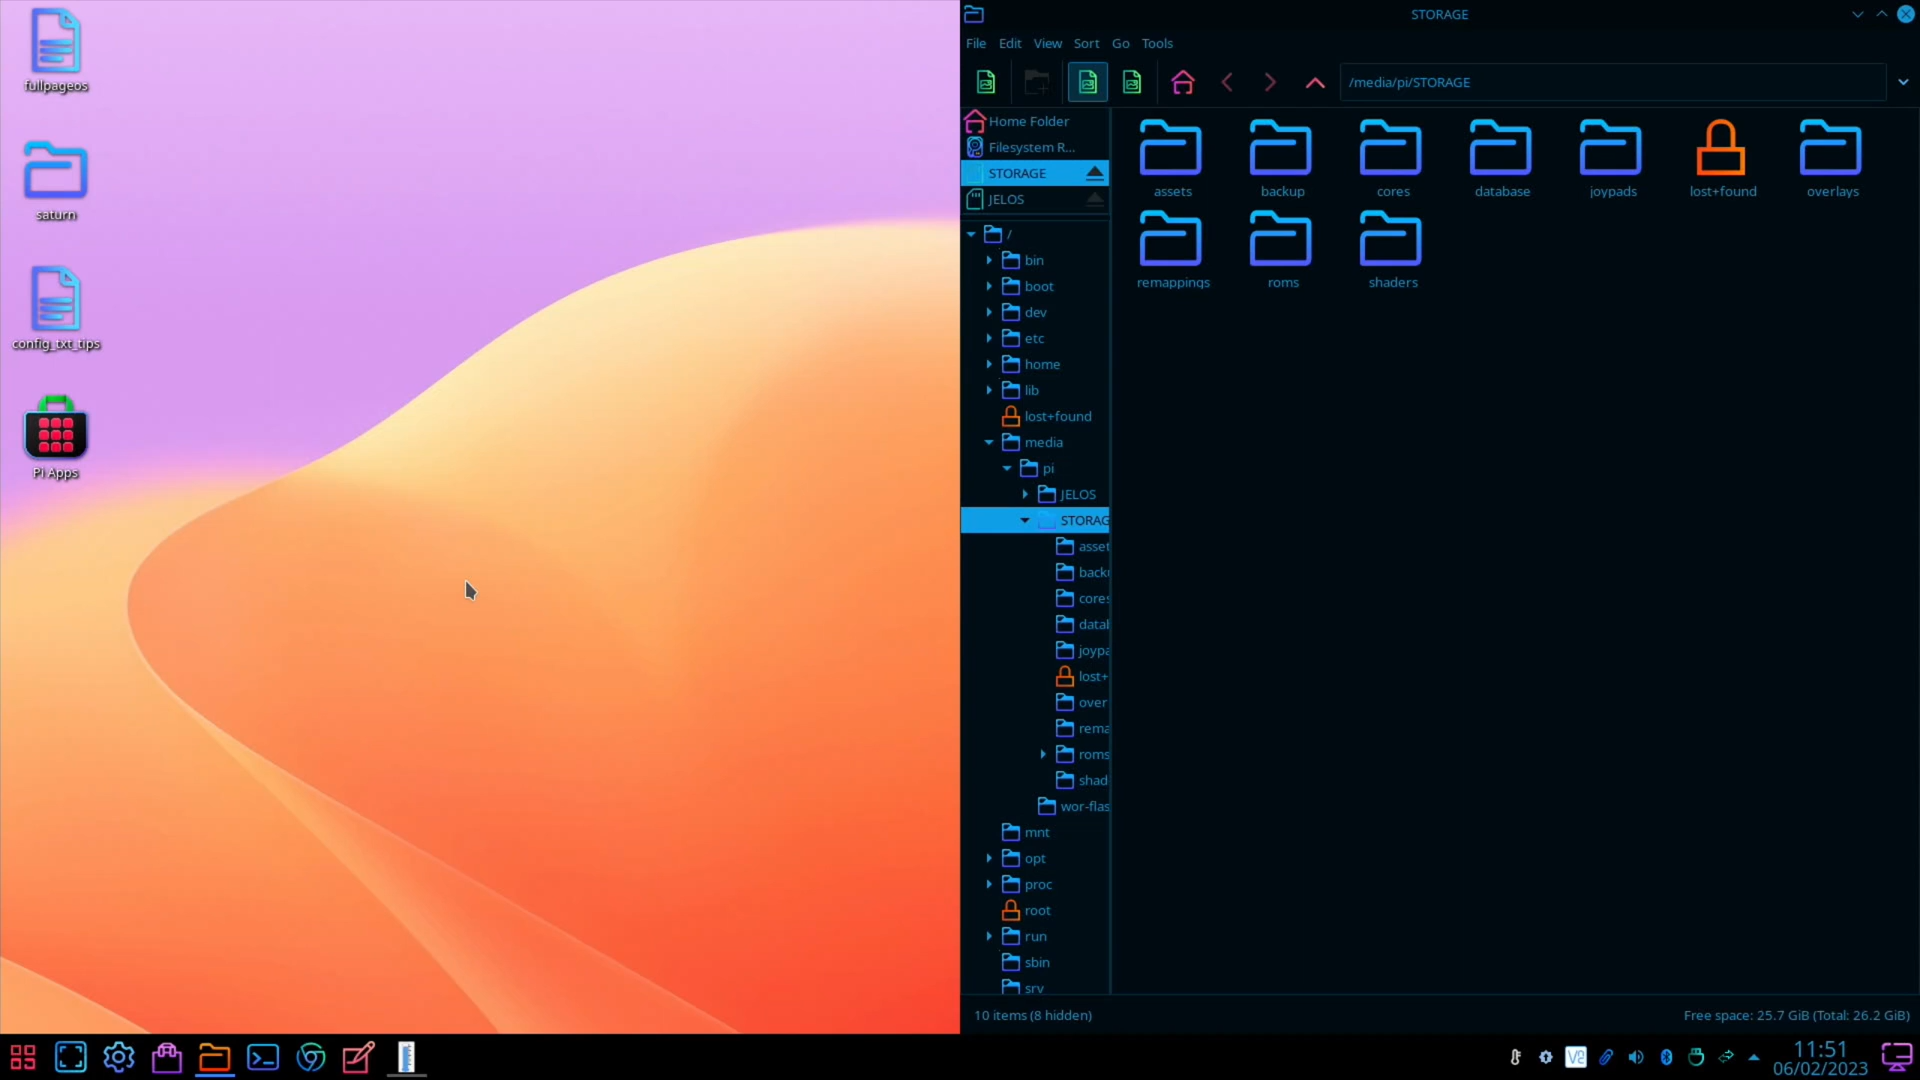 fullpageos
saturn
config_txt_tips
Pi Apps
STORAGE
File Edit View Sort Go Tools
/media/pi/STORAGE
Home Folder
Filesystem R...
STORAGE
JELOS
/
bin
boot
dev
etc
home
lib
lost+found
media
pi
JELOS
STORAG
asset
back
cores
datab
joypa
lost+
over
rema
roms
shad
wor-flas
mnt
opt
proc
root
run
sbin
srv
assets backup cores database joypads lost+found overlays
remappings roms shaders
10 items (8 hidden)
Free space: 25.7 GiB (Total: 26.2 GiB)
11:51
06/02/2023